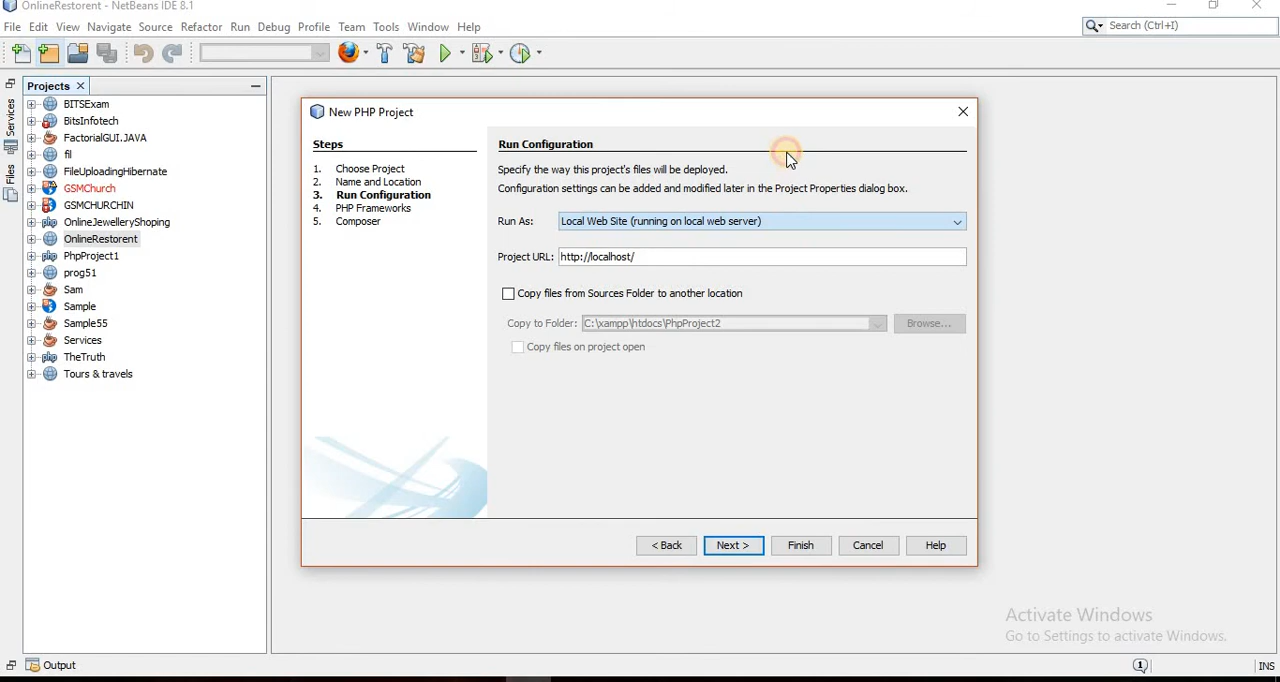 OnlineRestorent - NetBeans IDE 8.1
File Edit View Navigate Source Refactor Run Debug Profile Team Tools Window Help
Search (Ctrl+I)
Services
Files
Projects
BITSExam
BitsInfotech
FactorialGUI.JAVA
fil
FileUploadingHibernate
GSMChurch
GSMCHURCHIN
OnlineJewelleryShoping
OnlineRestorent
PhpProject1
prog51
Sam
Sample
Sample55
Services
TheTruth
Tours & travels
New PHP Project
Steps
1. Choose Project
2. Name and Location
3. Run Configuration
4. PHP Frameworks
5. Composer
Run Configuration
Specify the way this project's files will be deployed.
Configuration settings can be added and modified later in the Project Properties dialog box.
Run As: Local Web Site (running on local web server)
Project URL: http://localhost/
Copy files from Sources Folder to another location
Copy to Folder: C:\xampp\htdocs\PhpProject2 Browse...
Copy files on project open
< Back Next > Finish Cancel Help
Activate Windows
Go to Settings to activate Windows.
Output
1
INS